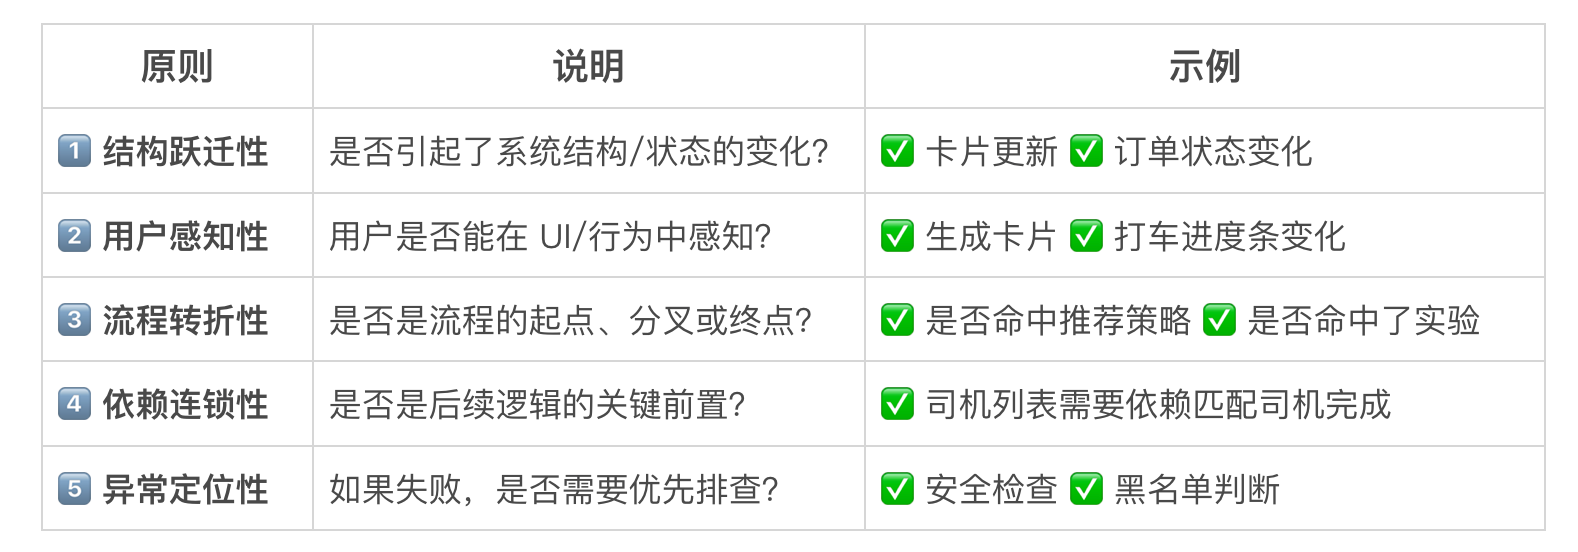 原则 说明 示例
1️⃣ 结构跃迁性 是否引起了系统结构/状态的变化？ ✅ 卡片更新 ✅ 订单状态变化
2️⃣ 用户感知性 用户是否能在 UI/行为中感知？ ✅ 生成卡片 ✅ 打车进度条变化
3️⃣ 流程转折性 是否是流程的起点、分叉或终点？ ✅ 是否命中推荐策略 ✅ 是否命中了实验
4️⃣ 依赖连锁性 是否是后续逻辑的关键前置？ ✅ 司机列表需要依赖匹配司机完成
5️⃣ 异常定位性 如果失败，是否需要优先排查？ ✅ 安全检查 ✅ 黑名单判断